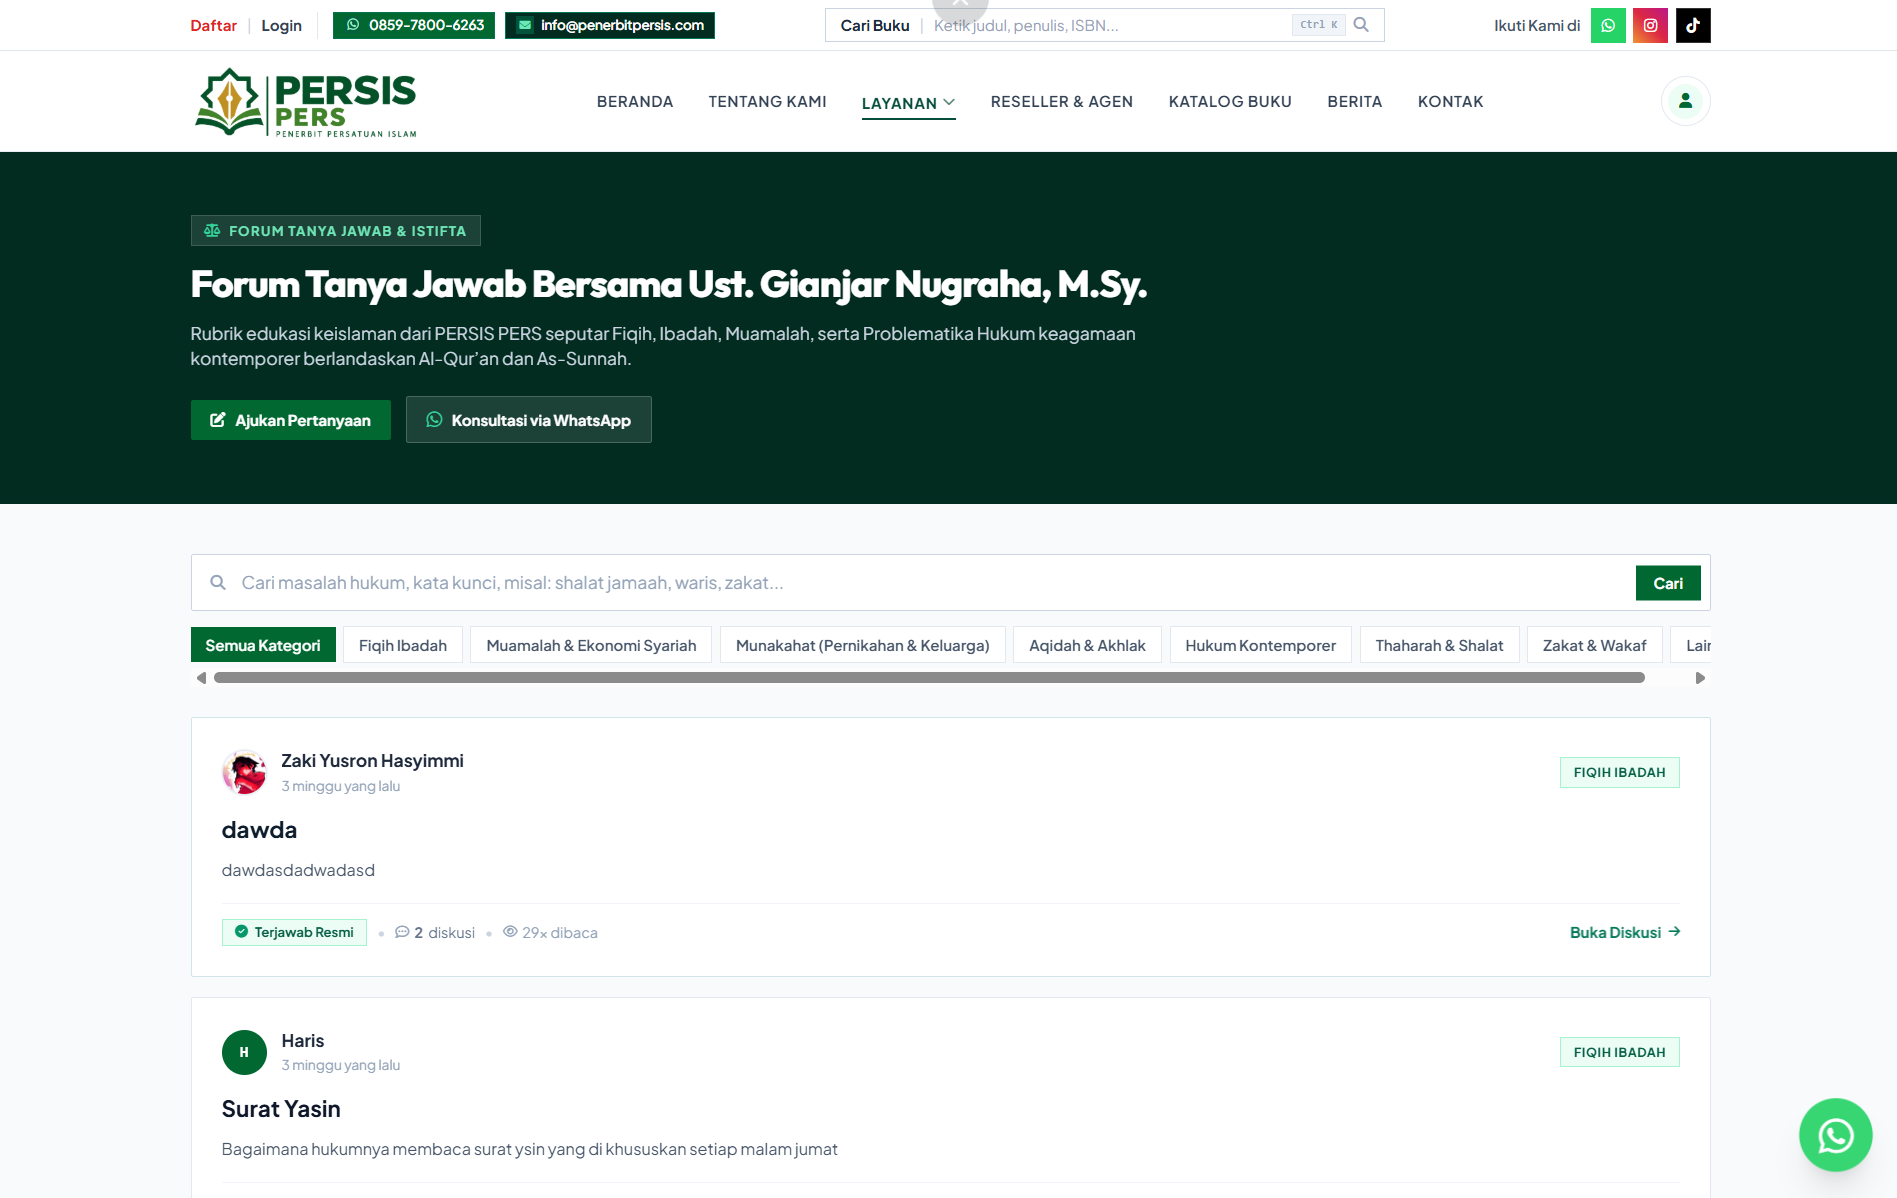 Daftar | Login
0859-7800-6263
info@penerbitpersis.com
Cari Buku | Ketik judul, penulis, ISBN... Ctrl K
Ikuti Kami di
PERSIS
PERS
PENERBIT PERSATUAN ISLAM
BERANDA TENTANG KAMI LAYANAN RESELLER & AGEN KATALOG BUKU BERITA KONTAK
FORUM TANYA JAWAB & ISTIFTA
Forum Tanya Jawab Bersama Ust. Gianjar Nugraha, M.Sy.
Rubrik edukasi keislaman dari PERSIS PERS seputar Fiqih, Ibadah, Muamalah, serta Problematika Hukum keagamaan
kontemporer berlandaskan Al-Qur’an dan As-Sunnah.
Ajukan Pertanyaan
Konsultasi via WhatsApp
Cari masalah hukum, kata kunci, misal: shalat jamaah, waris, zakat...
Cari
Semua Kategori Fiqih Ibadah Muamalah & Ekonomi Syariah Munakahat (Pernikahan & Keluarga) Aqidah & Akhlak Hukum Kontemporer Thaharah & Shalat Zakat & Wakaf
Zaki Yusron Hasyimmi
3 minggu yang lalu
FIQIH IBADAH
dawda
dawdasdadwadasd
Terjawab Resmi • 2 diskusi • 29x dibaca
Buka Diskusi →
H
Haris
3 minggu yang lalu
FIQIH IBADAH
Surat Yasin
Bagaimana hukumnya membaca surat ysin yang di khususkan setiap malam jumat